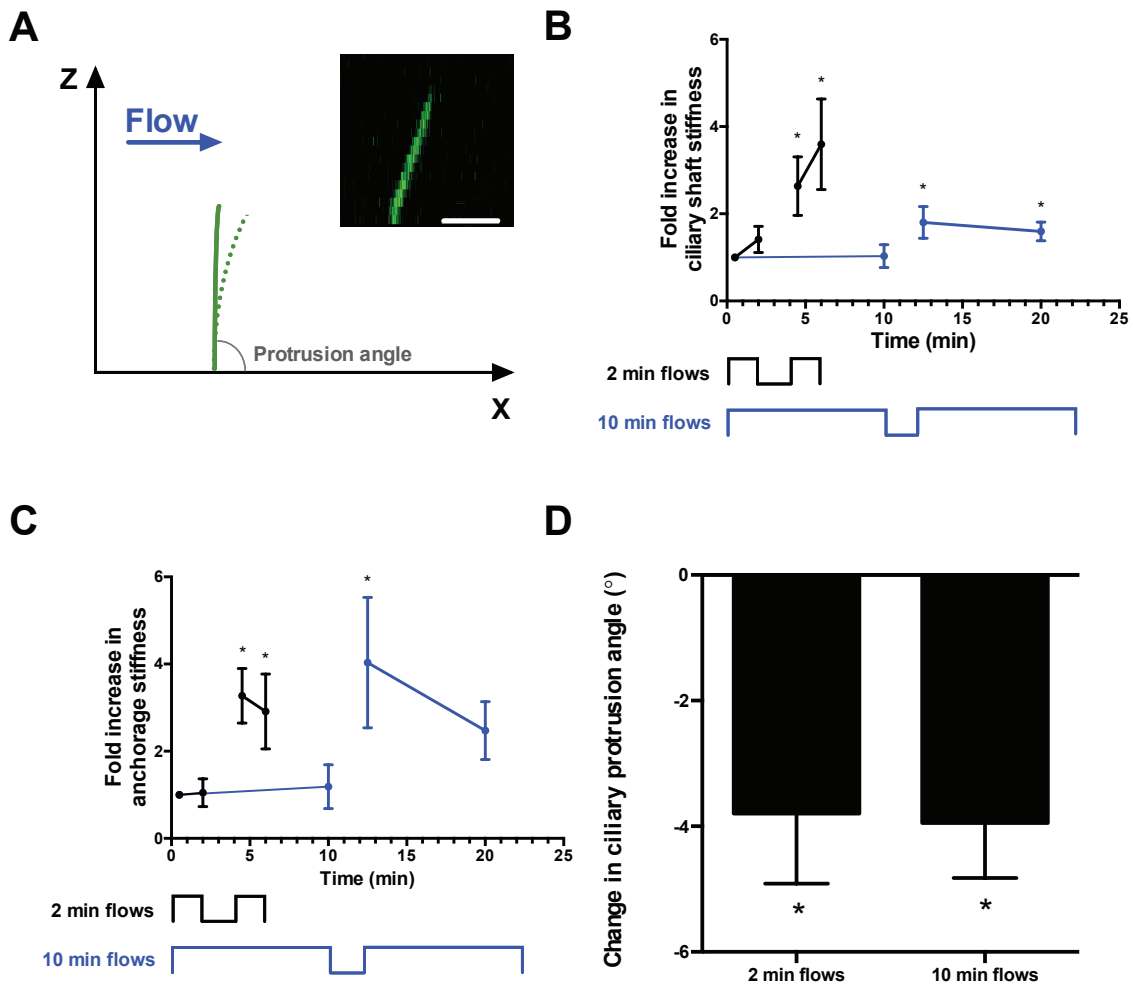 A
Z
Flow
Protrusion angle
X
B
Fold increase in
ciliary shaft stiffness
6
4
2
0
*
*
*
*
0
5
10
15
20
25
Time (min)
2 min flows
10 min flows
C
Fold increase in
anchorage stiffness
6
4
2
0
*
*
*
0
5
10
15
20
25
Time (min)
2 min flows
10 min flows
D
Change in ciliary protrusion angle (°)
0
-2
-4
-6
*
*
2 min flows
10 min flows